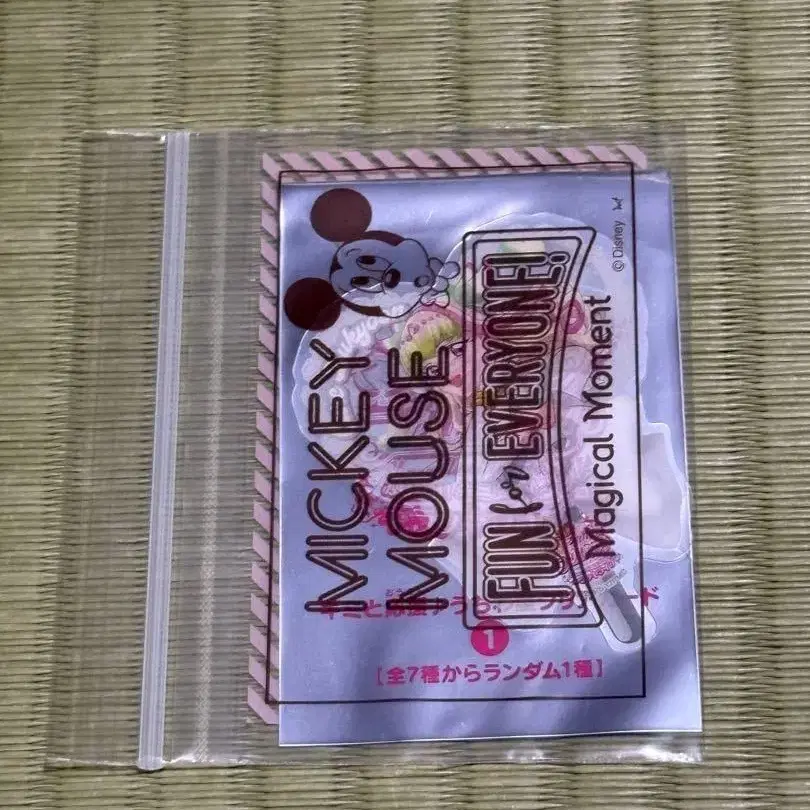 MICKEY
MOUSE
FUN for EVERYONE!
Magical Moment
© Disney
1
【全7種からランダム1種】